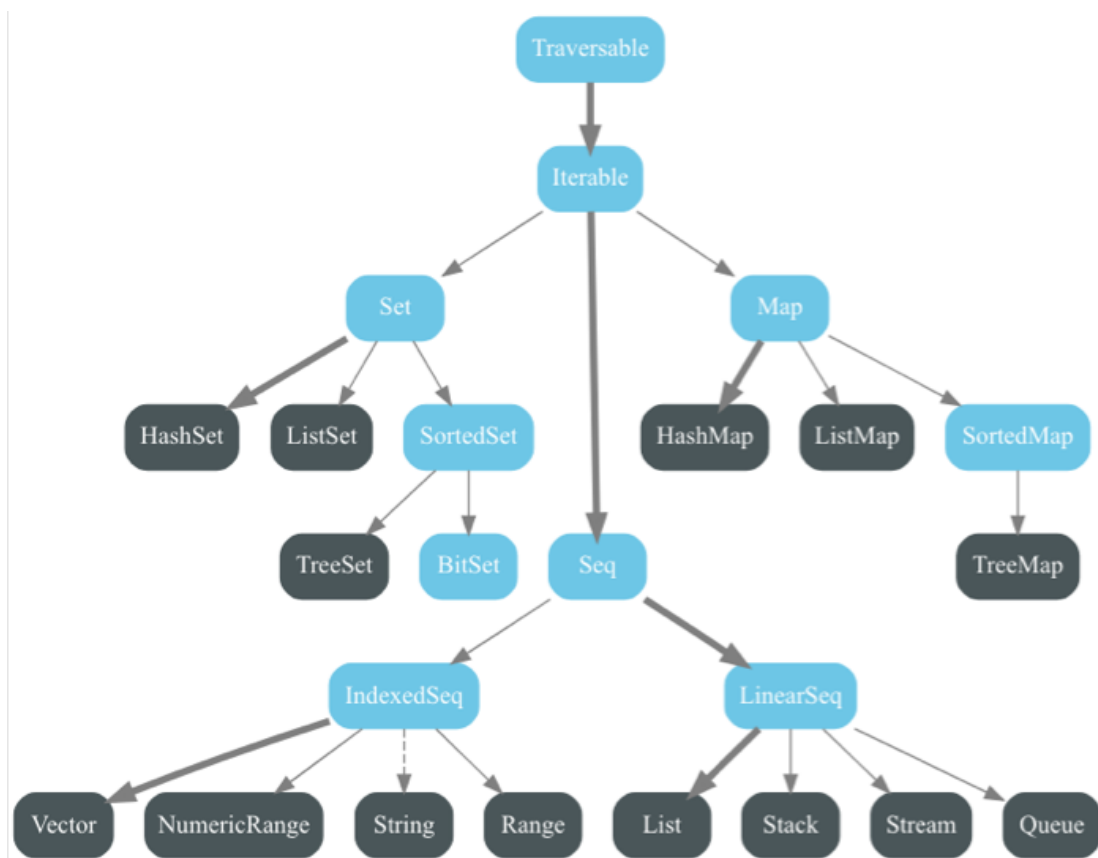 Traversable
Iterable
Set
Map
HashSet
ListSet
SortedSet
HashMap
ListMap
SortedMap
TreeSet
BitSet
Seq
TreeMap
IndexedSeq
LinearSeq
Vector
NumericRange
String
Range
List
Stack
Stream
Queue